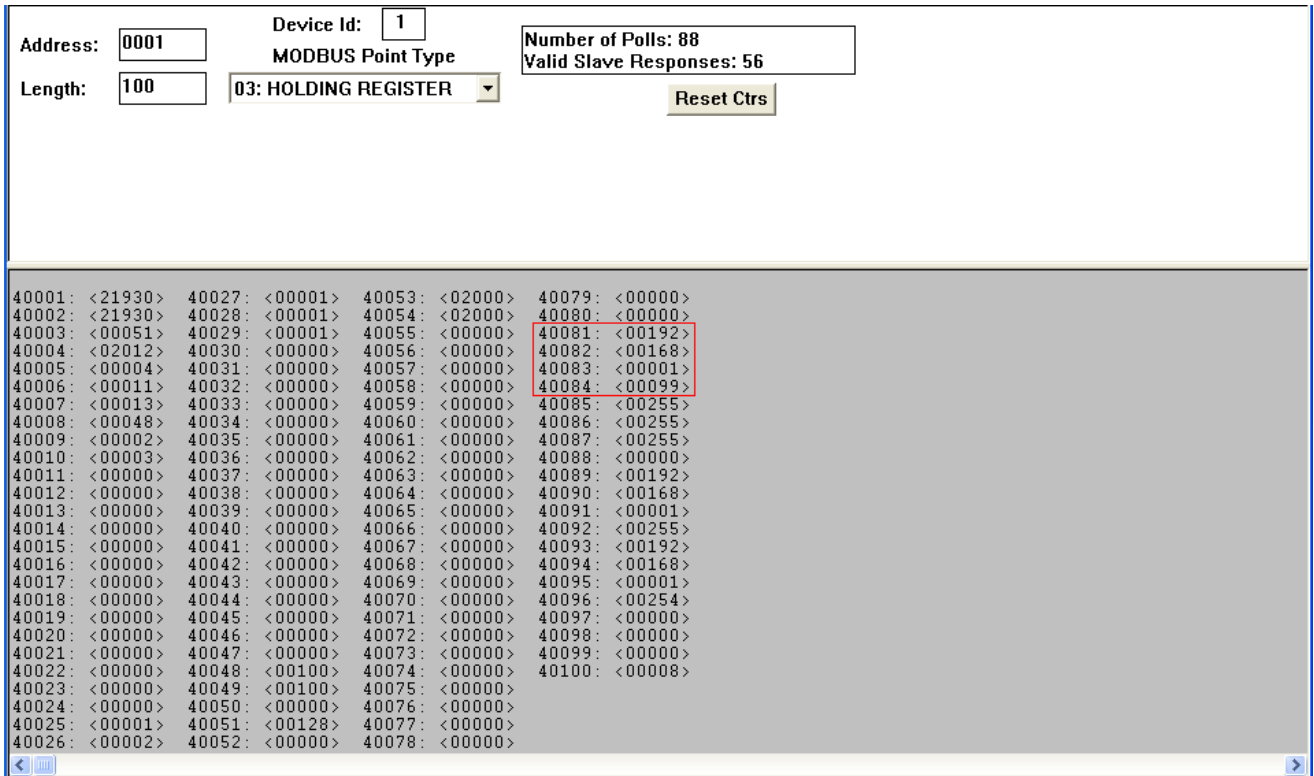 Device Id: 1
Address: 0001
MODBUS Point Type
Number of Polls: 88
Valid Slave Responses: 56
Length: 100
03: HOLDING REGISTER
Reset Ctrs
40001: <21930> 40027: <00001> 40053: <02000> 40079: <00000>
40002: <21930> 40028: <00001> 40054: <02000> 40080: <00000>
40003: <00051> 40029: <00001> 40055: <00000> 40081: <00192>
40004: <02012> 40030: <00000> 40056: <00000> 40082: <00168>
40005: <00004> 40031: <00000> 40057: <00000> 40083: <00001>
40006: <00011> 40032: <00000> 40058: <00000> 40084: <00099>
40007: <00013> 40033: <00000> 40059: <00000> 40085: <00255>
40008: <00048> 40034: <00000> 40060: <00000> 40086: <00255>
40009: <00002> 40035: <00000> 40061: <00000> 40087: <00255>
40010: <00003> 40036: <00000> 40062: <00000> 40088: <00000>
40011: <00000> 40037: <00000> 40063: <00000> 40089: <00192>
40012: <00000> 40038: <00000> 40064: <00000> 40090: <00168>
40013: <00000> 40039: <00000> 40065: <00000> 40091: <00001>
40014: <00000> 40040: <00000> 40066: <00000> 40092: <00255>
40015: <00000> 40041: <00000> 40067: <00000> 40093: <00192>
40016: <00000> 40042: <00000> 40068: <00000> 40094: <00168>
40017: <00000> 40043: <00000> 40069: <00000> 40095: <00001>
40018: <00000> 40044: <00000> 40070: <00000> 40096: <00254>
40019: <00000> 40045: <00000> 40071: <00000> 40097: <00000>
40020: <00000> 40046: <00000> 40072: <00000> 40098: <00000>
40021: <00000> 40047: <00000> 40073: <00000> 40099: <00000>
40022: <00000> 40048: <00100> 40074: <00000> 40100: <00008>
40023: <00000> 40049: <00100> 40075: <00000>
40024: <00000> 40050: <00000> 40076: <00000>
40025: <00001> 40051: <00128> 40077: <00000>
40026: <00002> 40052: <00000> 40078: <00000>